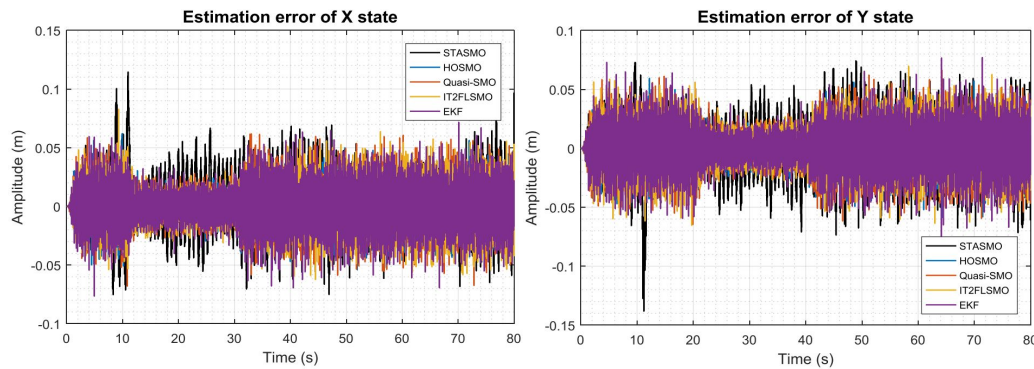 Estimation error of X state
0.15
0.1
0.05
0
-0.05
-0.1
Amplitude (m)
STASMO
HOSMO
Quasi-SMO
IT2FLSMO
EKF
0 10 20 30 40 50 60 70 80
Time (s)
Estimation error of Y state
0.1
0.05
0
-0.05
-0.1
-0.15
Amplitude (m)
STASMO
HOSMO
Quasi-SMO
IT2FLSMO
EKF
0 10 20 30 40 50 60 70 80
Time (s)